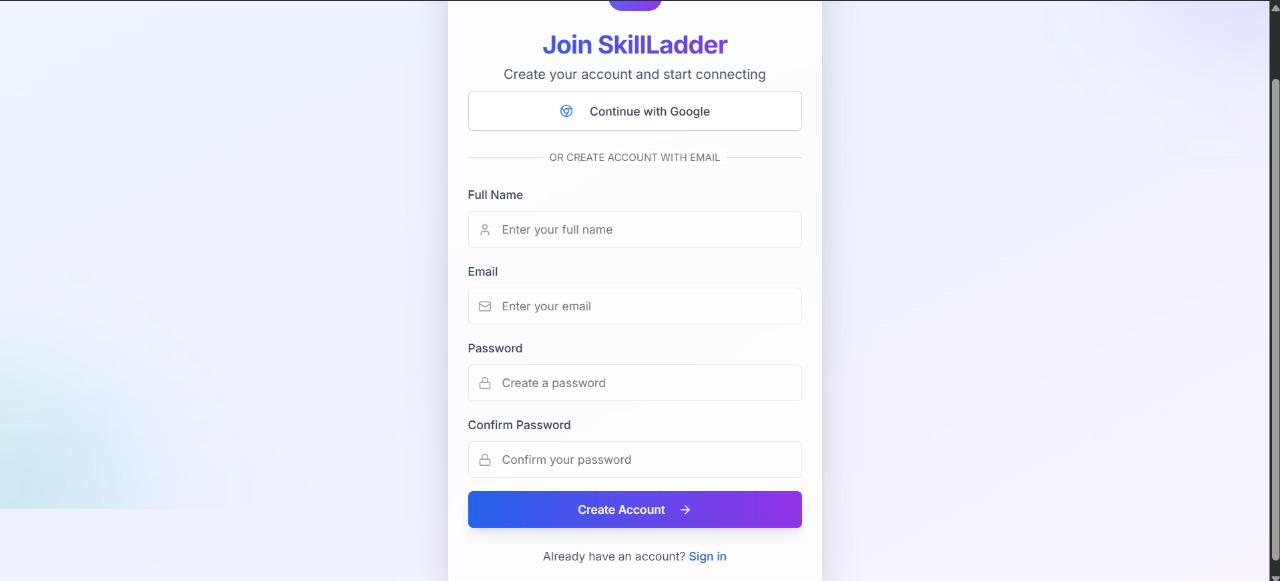 Join SkillLadder
Create your account and start connecting
Continue with Google
OR CREATE ACCOUNT WITH EMAIL
Full Name
Enter your full name
Email
Enter your email
Password
Create a password
Confirm Password
Confirm your password
Create Account
Already have an account? Sign in